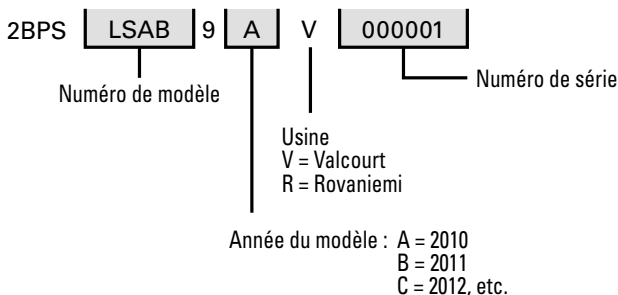 2BPS LSAB 9 A V 000001
Numéro de modèle
Numéro de série
Usine
V = Valcourt
R = Rovaniemi
Année du modèle : A = 2010
B = 2011
C = 2012, etc.